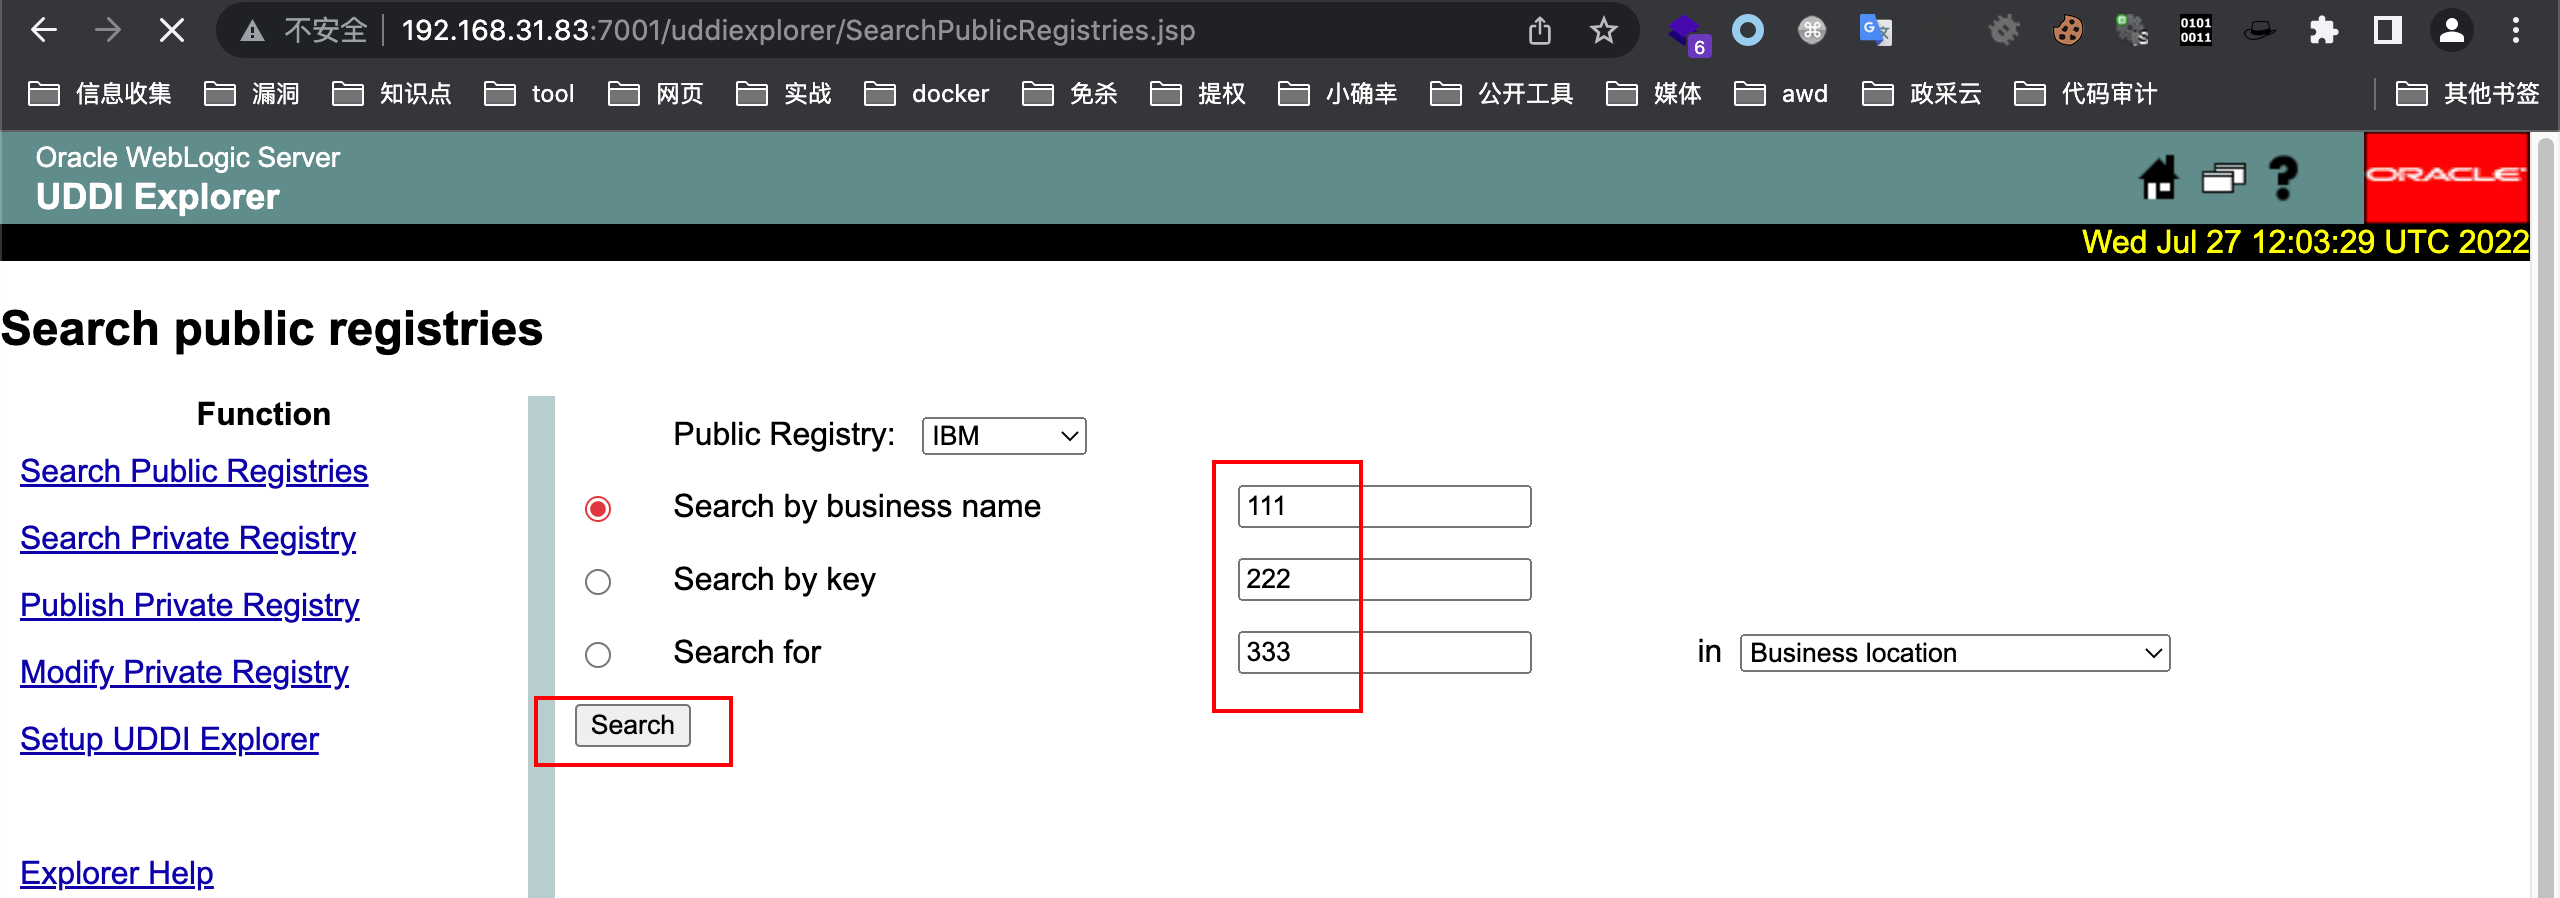 不安全 192.168.31.83:7001/uddiexplorer/SearchPublicRegistries.jsp
6
0101
0011
信息收集 漏洞 知识点 tool 网页 实战 docker 免杀 提权 小确幸 公开工具 媒体 awd 政采云 代码审计 其他书签
Oracle WebLogic Server
UDDI Explorer
ORACLE
Wed Jul 27 12:03:29 UTC 2022
Search public registries
Function
Search Public Registries
Search Private Registry
Publish Private Registry
Modify Private Registry
Setup UDDI Explorer
Explorer Help
Public Registry: IBM
Search by business name 111
Search by key 222
Search for 333 in Business location
Search